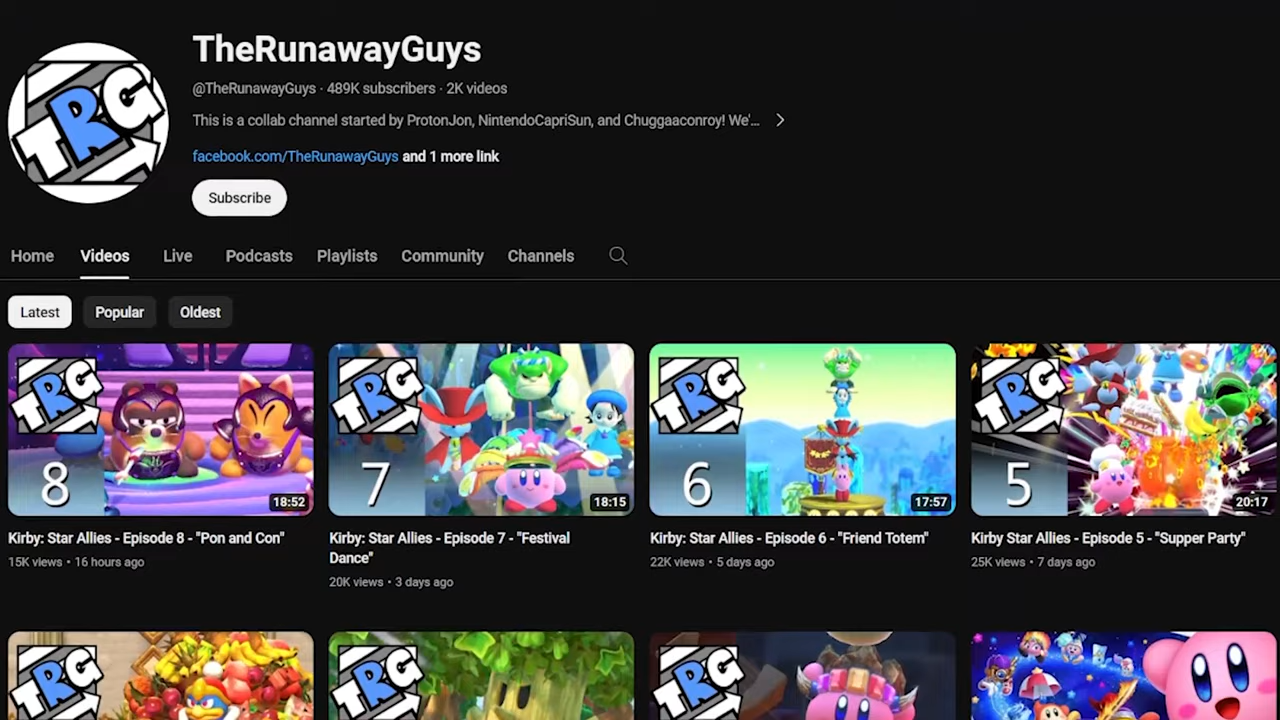 TheRunawayGuys
@TheRunawayGuys · 489K subscribers · 2K videos
This is a collab channel started by ProtonJon, NintendoCapriSun, and Chuggaaconroy! We'...
facebook.com/TheRunawayGuys and 1 more link
Subscribe
TRG
Home Videos Live Podcasts Playlists Community Channels
Latest Popular Oldest
TRG TRG TRG TRG
8 7 6 5
18:52 18:15 17:57 20:17
Kirby: Star Allies - Episode 8 - "Pon and Con"
15K views • 16 hours ago
Kirby: Star Allies - Episode 7 - "Festival
Dance"
20K views • 3 days ago
Kirby: Star Allies - Episode 6 - "Friend Totem"
22K views • 5 days ago
Kirby Star Allies - Episode 5 - "Supper Party"
25K views • 7 days ago
TRG TRG TRG